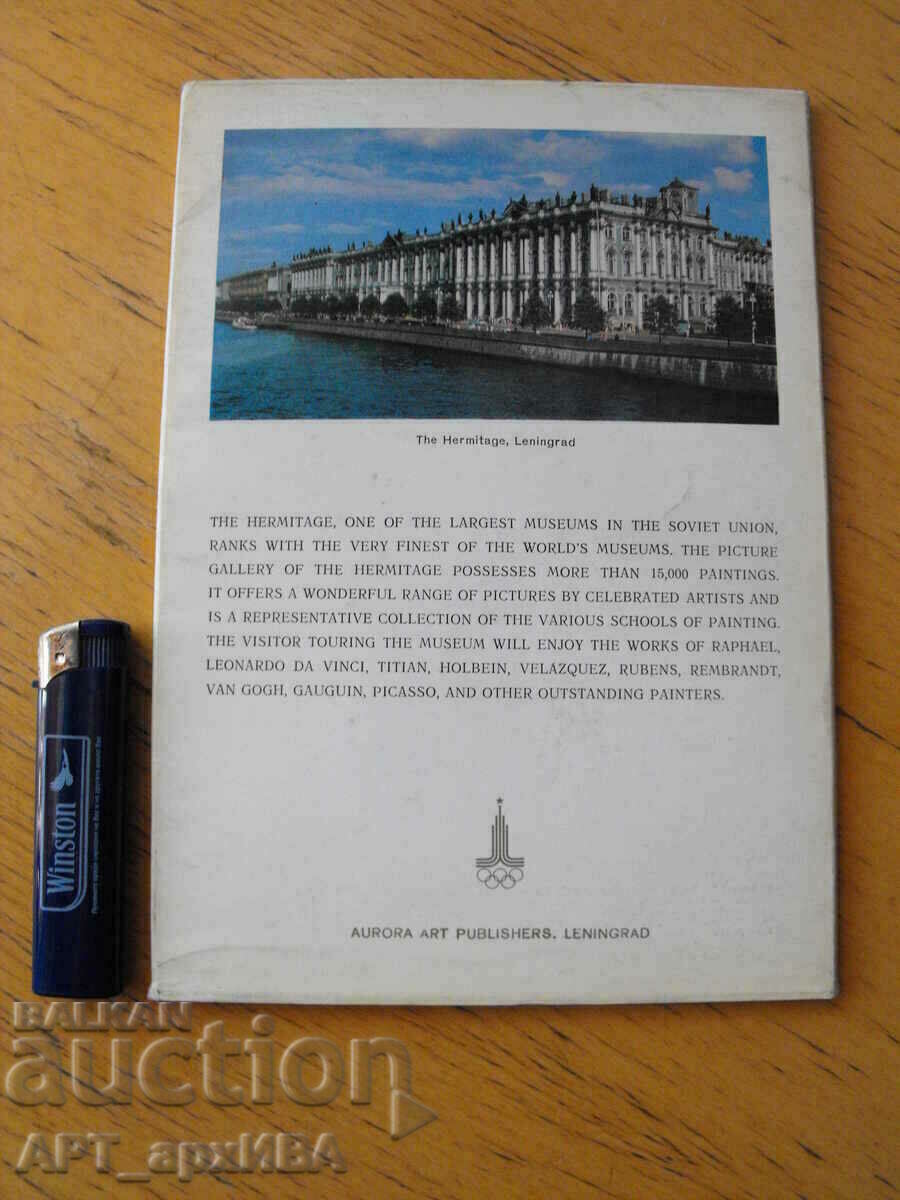 The Hermitage, Leningrad
THE HERMITAGE, ONE OF THE LARGEST MUSEUMS IN THE SOVIET UNION,
RANKS WITH THE VERY FINEST OF THE WORLD'S MUSEUMS. THE PICTURE
GALLERY OF THE HERMITAGE POSSESSES MORE THAN 15,000 PAINTINGS.
IT OFFERS A WONDERFUL RANGE OF PICTURES BY CELEBRATED ARTISTS AND
IS A REPRESENTATIVE COLLECTION OF THE VARIOUS SCHOOLS OF PAINTING.
THE VISITOR TOURING THE MUSEUM WILL ENJOY THE WORKS OF RAPHAEL,
LEONARDO DA VINCI, TITIAN, HOLBEIN, VELÁZQUEZ, RUBENS, REMBRANDT,
VAN GOGH, GAUGUIN, PICASSO, AND OTHER OUTSTANDING PAINTERS.
AURORA ART PUBLISHERS. LENINGRAD
Winston
BALKAN
auction
АРТ_архИВА